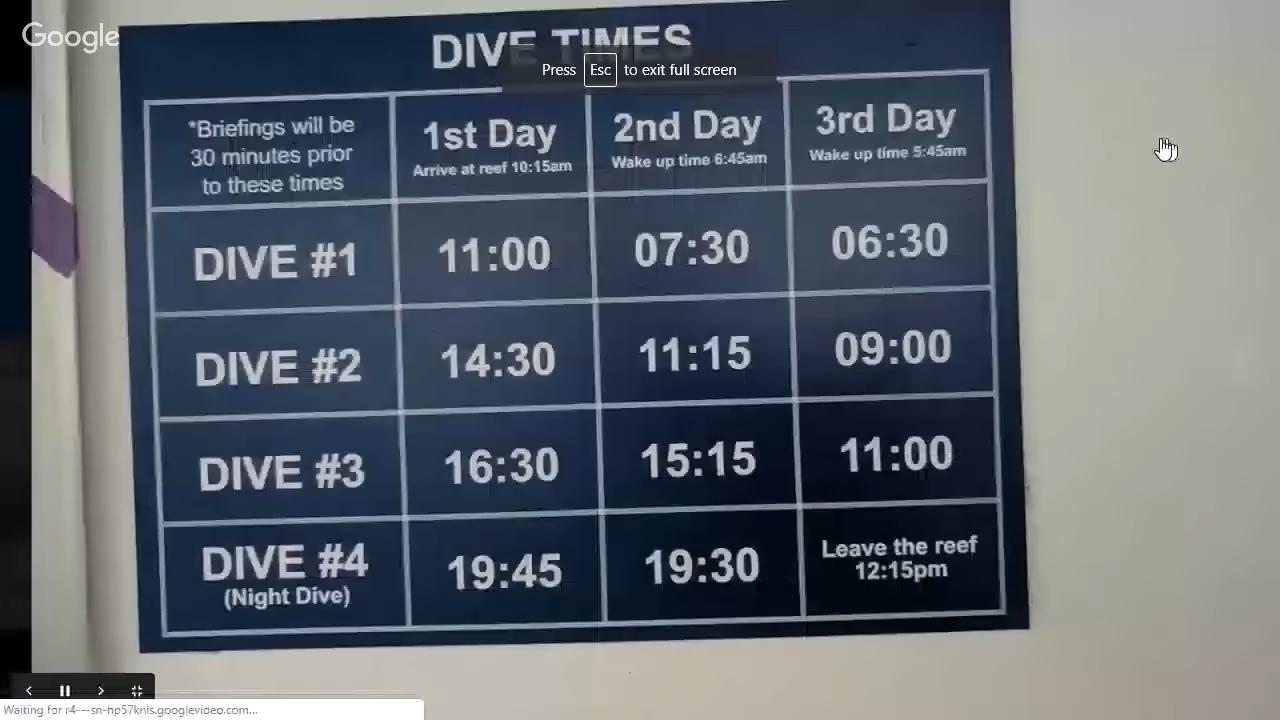 Google
DIVE TIMES
Press Esc to exit full screen
*Briefings will be
30 minutes prior
to these times
1st Day
Arrive at reef 10:15am
2nd Day
Wake up time 6:45am
3rd Day
Wake up time 5:45am
DIVE #1
11:00
07:30
06:30
DIVE #2
14:30
11:15
09:00
DIVE #3
16:30
15:15
11:00
DIVE #4
(Night Dive)
19:45
19:30
Leave the reef
12:15pm
Waiting for r4---sn-hp57knls.googlevideo.com...